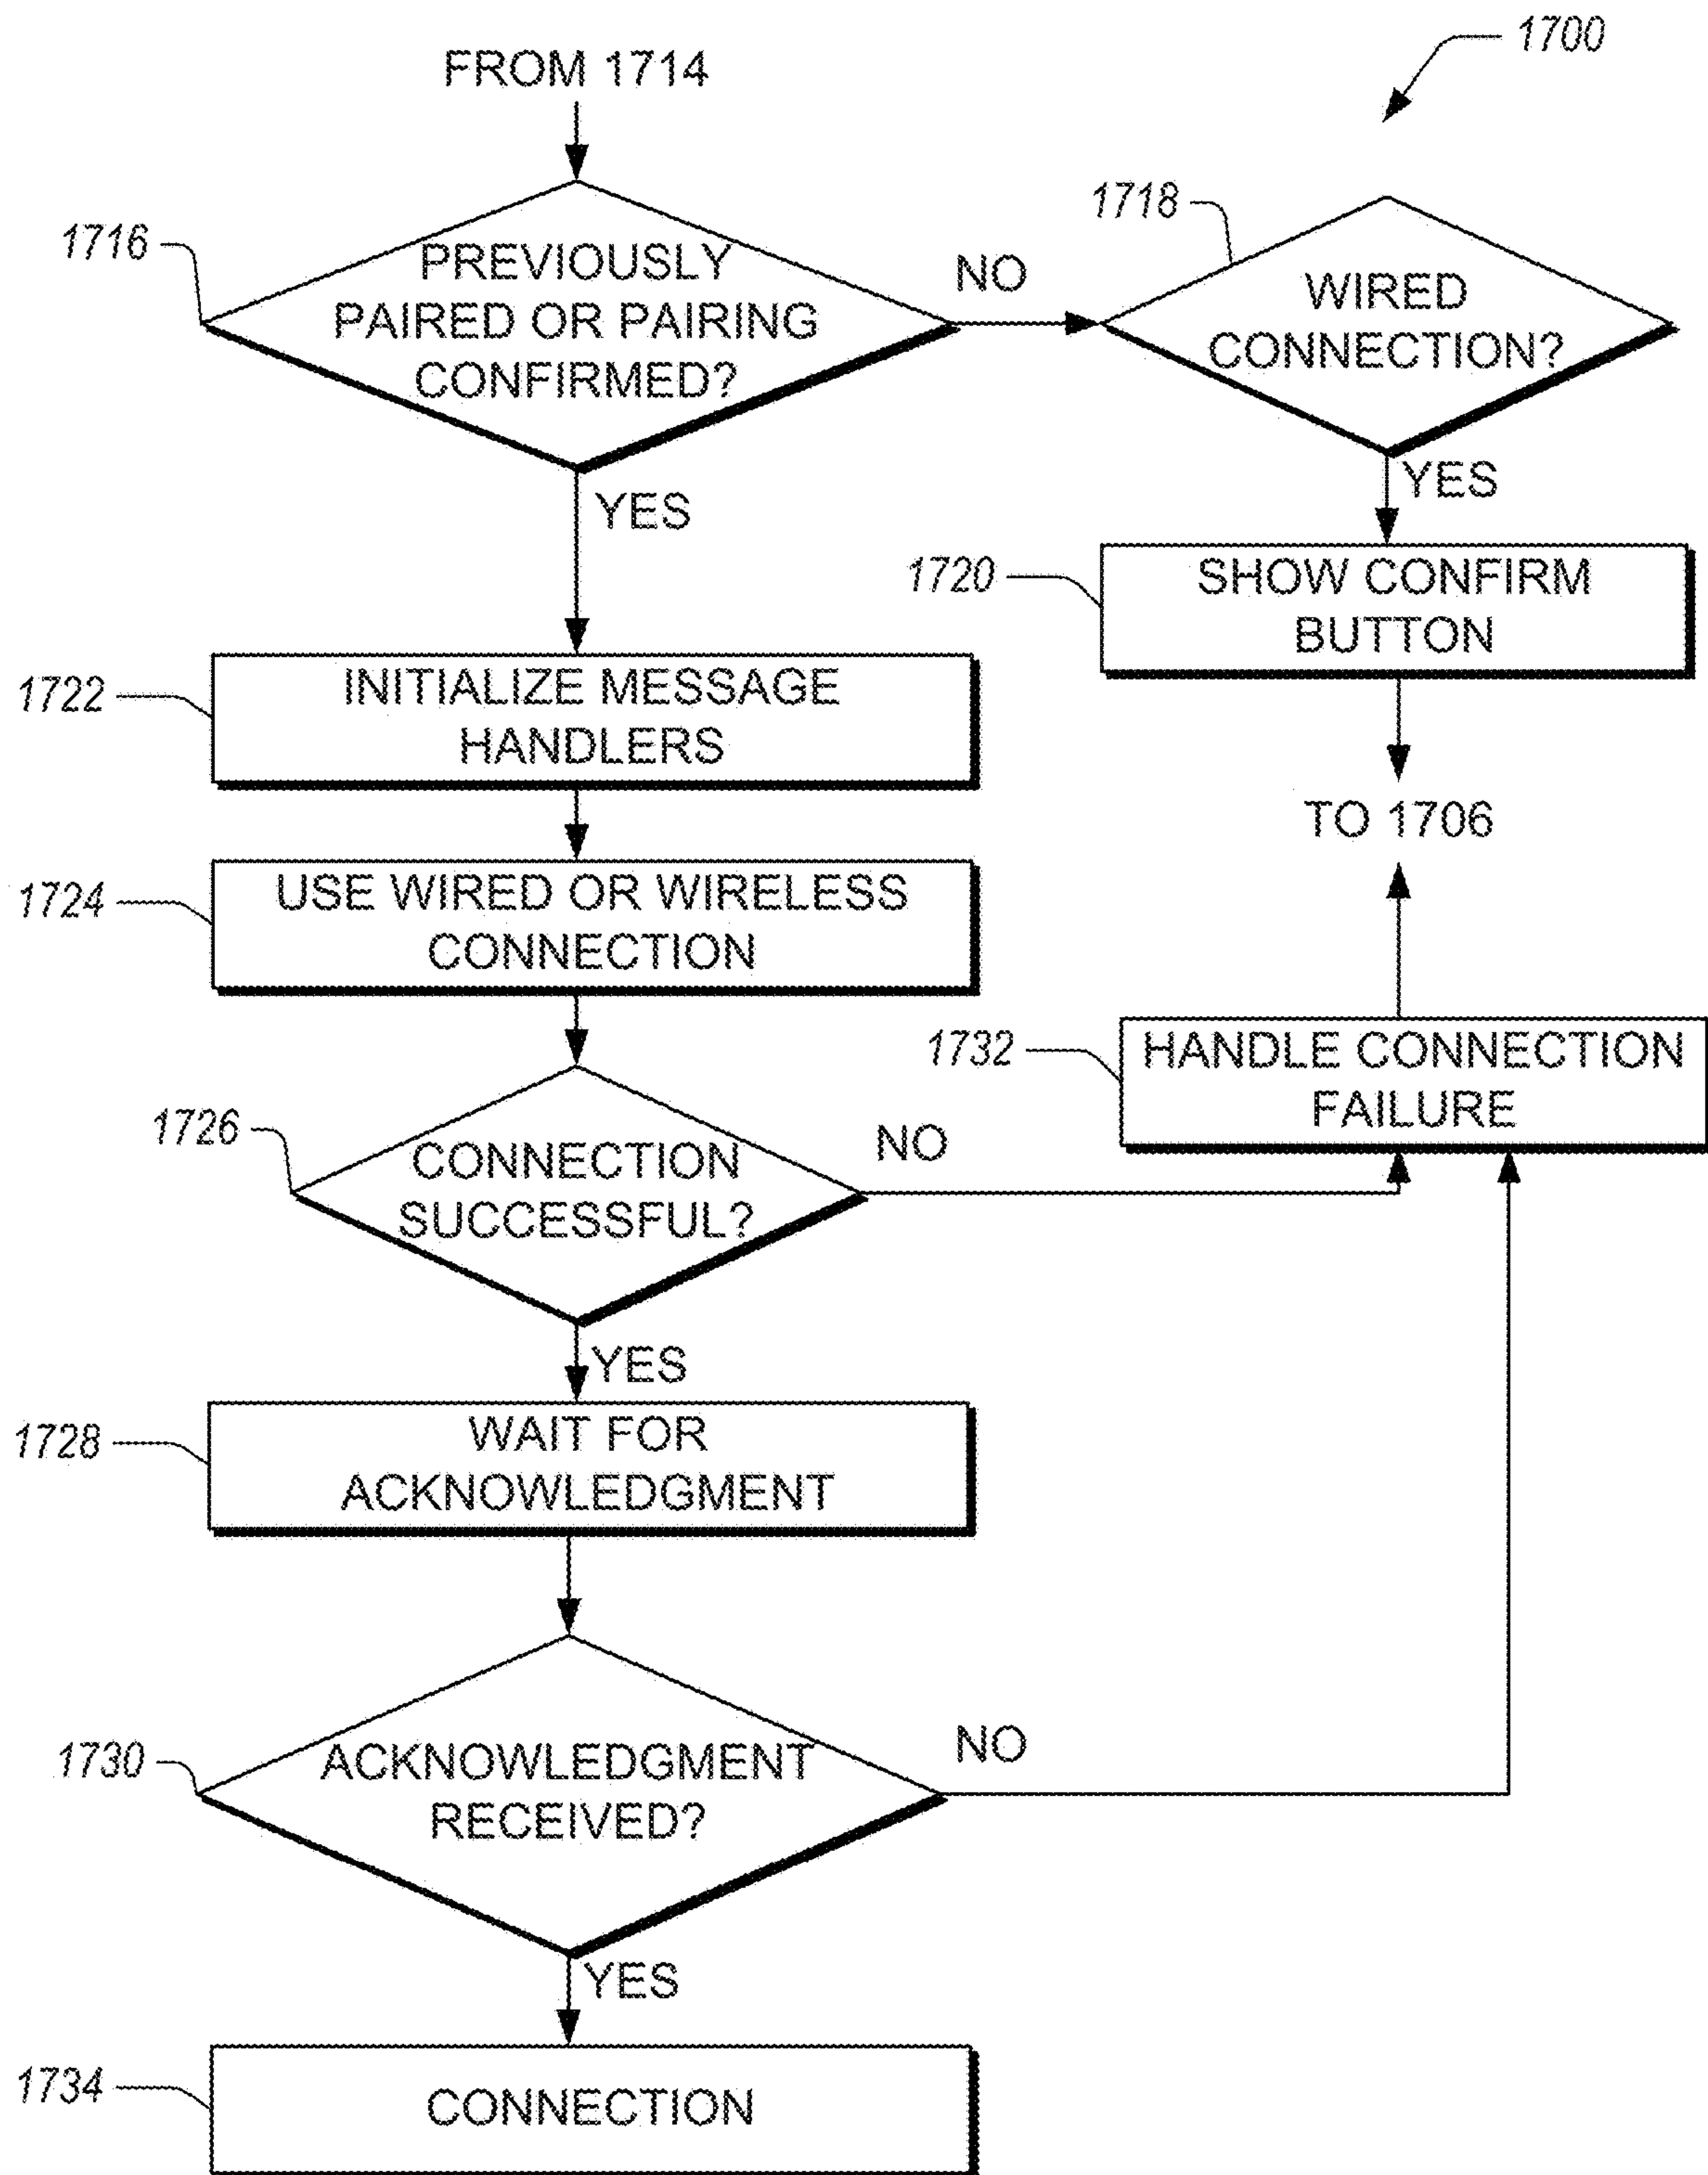 1700
FROM 1714
1716
PREVIOUSLY
PAIRED OR PAIRING
CONFIRMED?
NO
1718
WIRED
CONNECTION?
YES
YES
1720
SHOW CONFIRM
BUTTON
1722
INITIALIZE MESSAGE
HANDLERS
TO 1706
1724
USE WIRED OR WIRELESS
CONNECTION
1732
HANDLE CONNECTION
FAILURE
1726
CONNECTION
SUCCESSFUL?
NO
YES
1728
WAIT FOR
ACKNOWLEDGMENT
1730
ACKNOWLEDGMENT
RECEIVED?
NO
YES
1734
CONNECTION